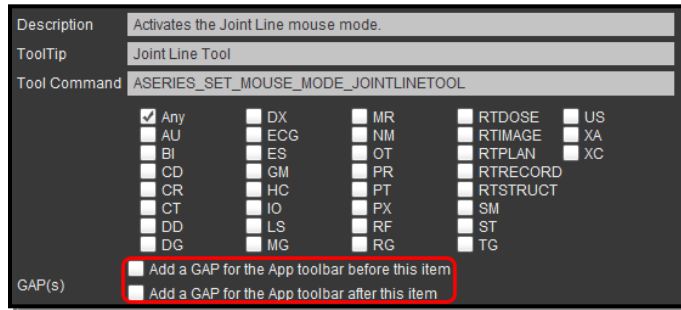 Description Activates the Joint Line mouse mode.
ToolTip Joint Line Tool
Tool Command ASERIES_SET_MOUSE_MODE_JOINTLINETOOL
Any DX MR RTDOSE US
AU ECG NM RTIMAGE XA
BI ES OT RTPLAN XC
CD GM PR RTRECORD
CR HC PT RTSTRUCT
CT IO PX SM
DD LS RF ST
DG MG RG TG
Add a GAP for the App toolbar before this item
GAP(s)
Add a GAP for the App toolbar after this item